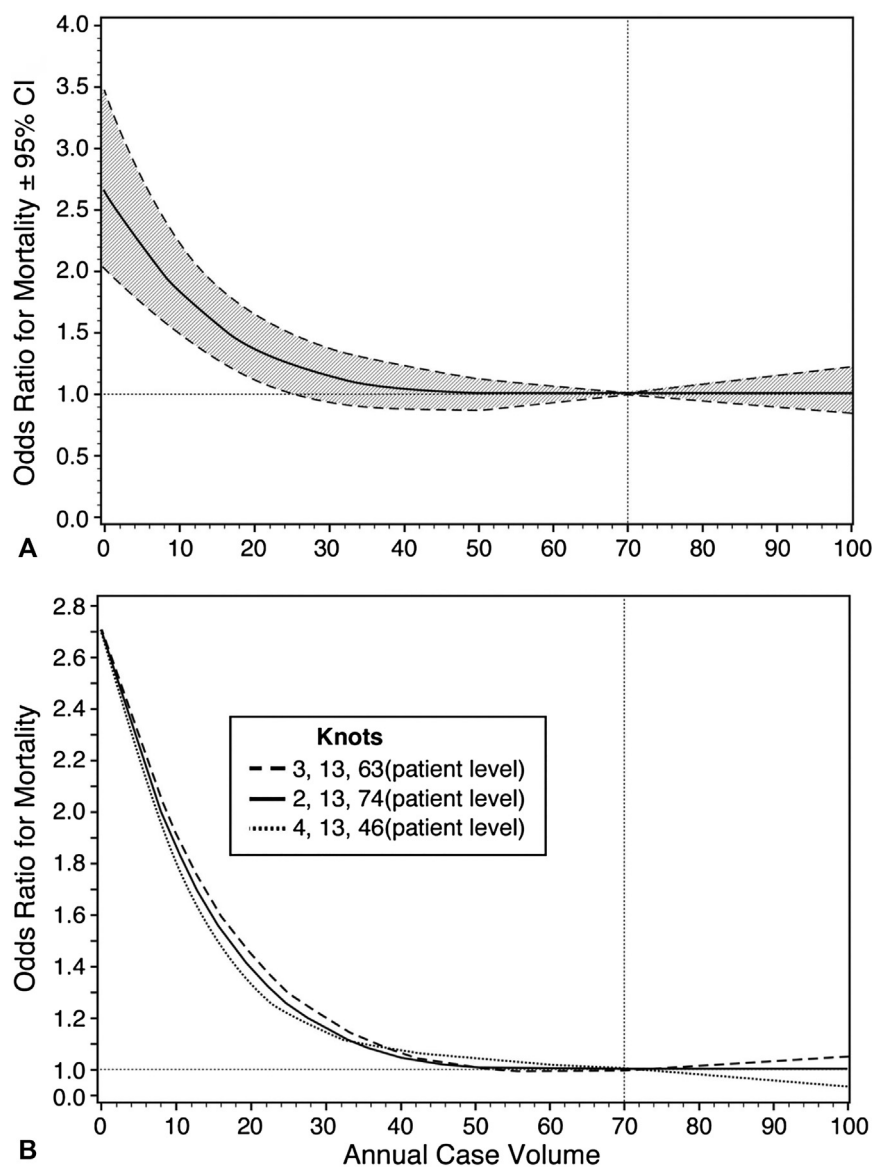 4.0
3.5
3.0
2.5
2.0
1.5
1.0
0.5
0.0
Odds Ratio for Mortality ± 95% CI
A
0 10 20 30 40 50 60 70 80 90 100
2.8
2.6
2.4
2.2
2.0
1.8
1.6
1.4
1.2
1.0
0.0
Odds Ratio for Mortality
Knots
3, 13, 63(patient level)
2, 13, 74(patient level)
4, 13, 46(patient level)
0 10 20 30 40 50 60 70 80 90 100
B
Annual Case Volume